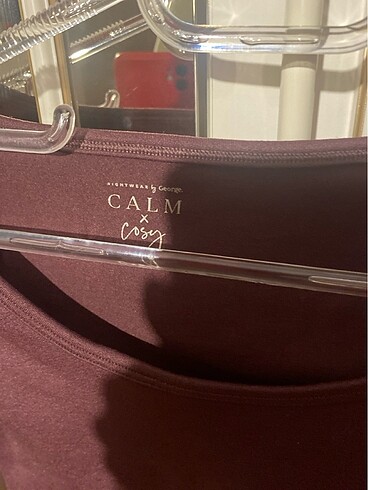 NIGHTWEAR by George.
CALM
x
cosy